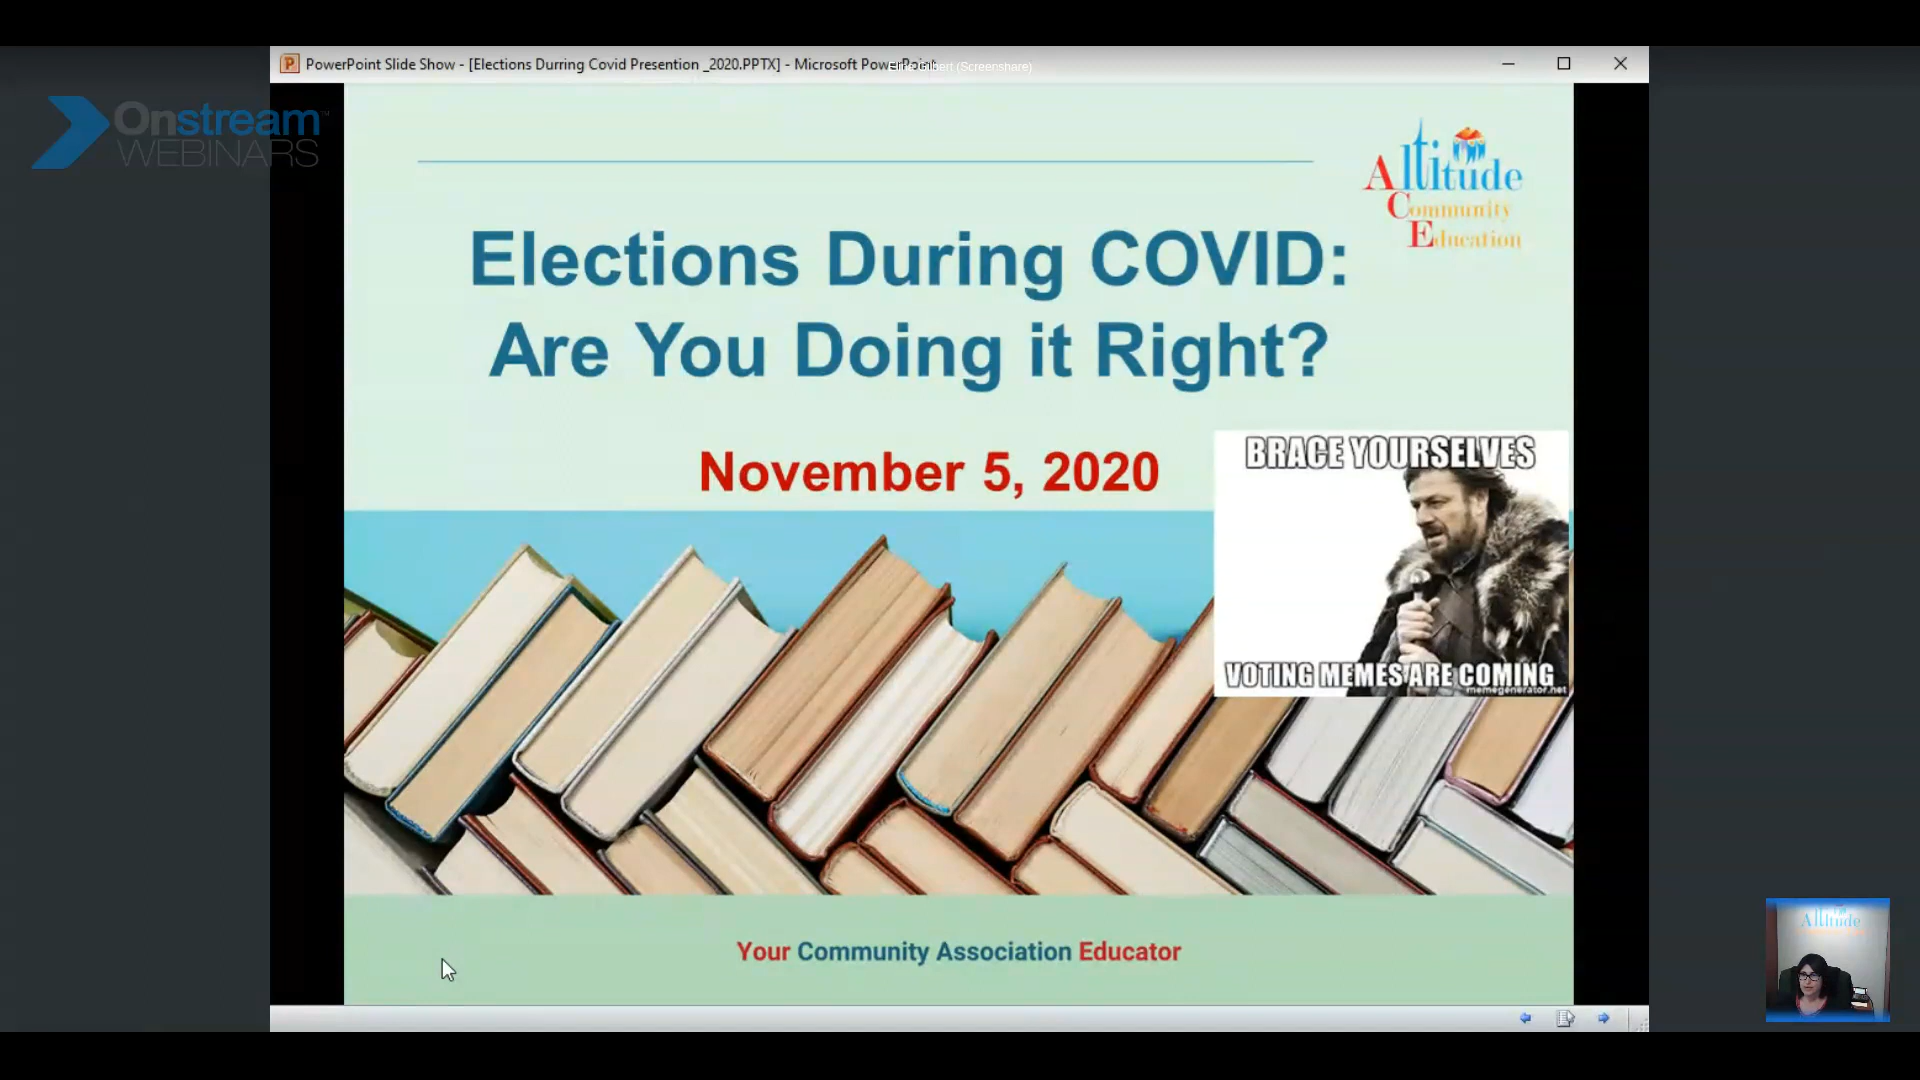 PowerPoint Slide Show - [Elections Durring Covid Presention _2020.PPTX] - Microsoft PowerPoint
(Screenshare)
Onstream
WEBINARS
Altitude
Community
Education
Elections During COVID:
Are You Doing it Right?
November 5, 2020
BRACE YOURSELVES
VOTING MEMES ARE COMING
memegenerator.net
Your Community Association Educator
Altitude